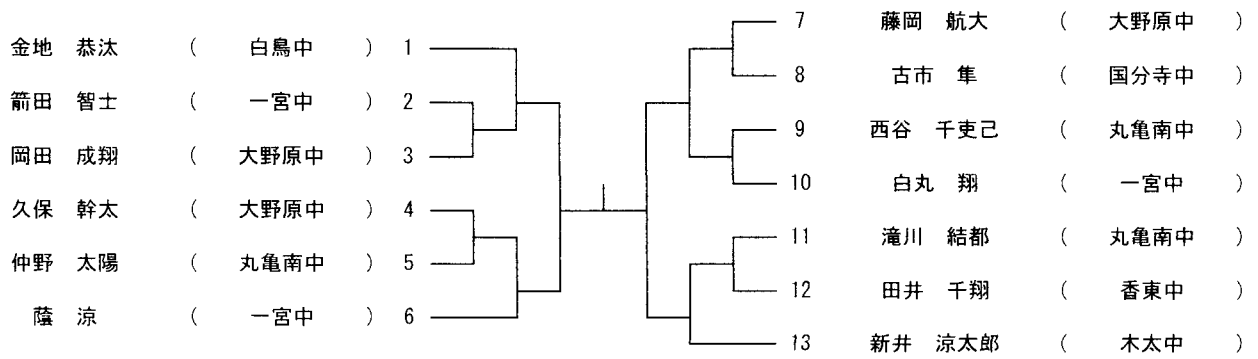 金地 恭汰 ( 白鳥中 ) 1
箭田 智士 ( 一宮中 ) 2
岡田 成翔 ( 大野原中 ) 3
久保 幹太 ( 大野原中 ) 4
仲野 太陽 ( 丸亀南中 ) 5
蔭 涼 ( 一宮中 ) 6
7 藤岡 航大 ( 大野原中 )
8 古市 隼 ( 国分寺中 )
9 西谷 千吏己 ( 丸亀南中 )
10 白丸 翔 ( 一宮中 )
11 滝川 結都 ( 丸亀南中 )
12 田井 千翔 ( 香東中 )
13 新井 涼太郎 ( 木太中 )